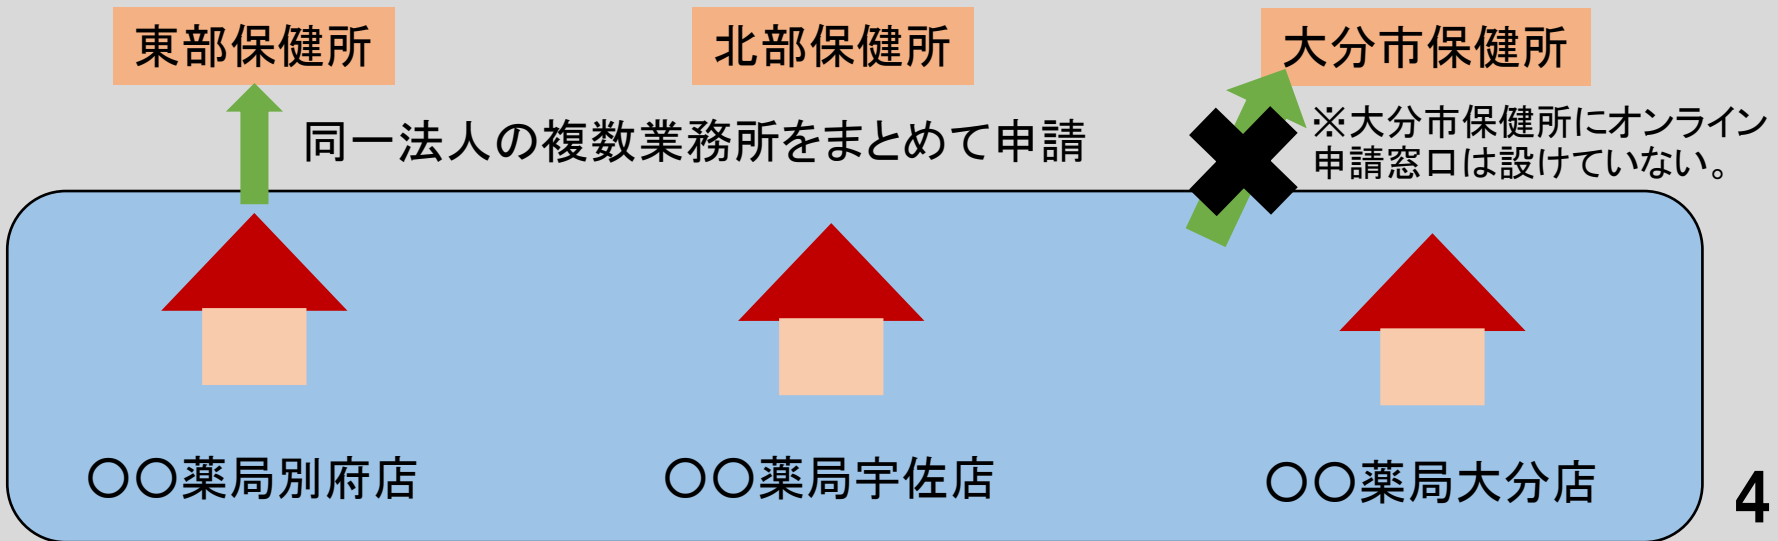 東部保健所
北部保健所
大分市保健所
同一法人の複数業務所をまとめて申請
※大分市保健所にオンライン
申請窓口は設けていない。
〇〇薬局別府店
〇〇薬局宇佐店
〇〇薬局大分店
4